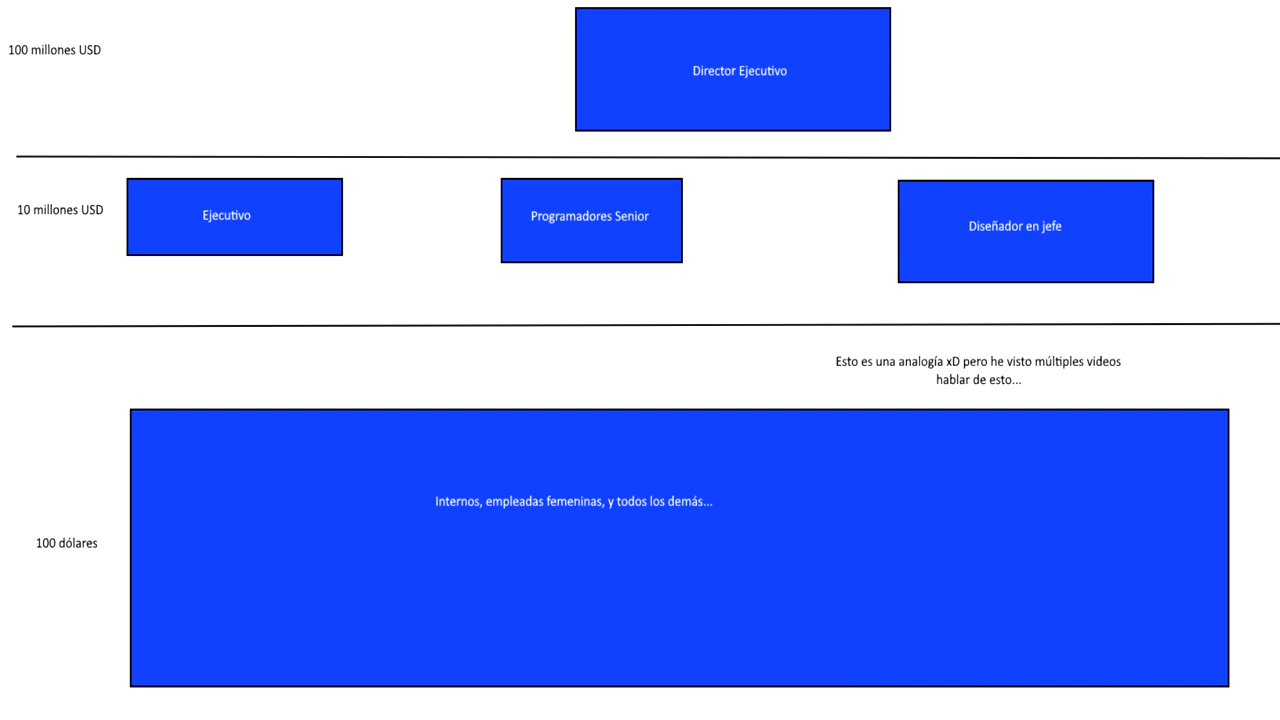 100 millones USD
Director Ejecutivo
10 millones USD
Ejecutivo
Programadores Senior
Diseñador en jefe
Esto es una analogía xD pero he visto múltiples videos
hablar de esto...
Internos, empleadas femeninas, y todos los demás...
100 dólares